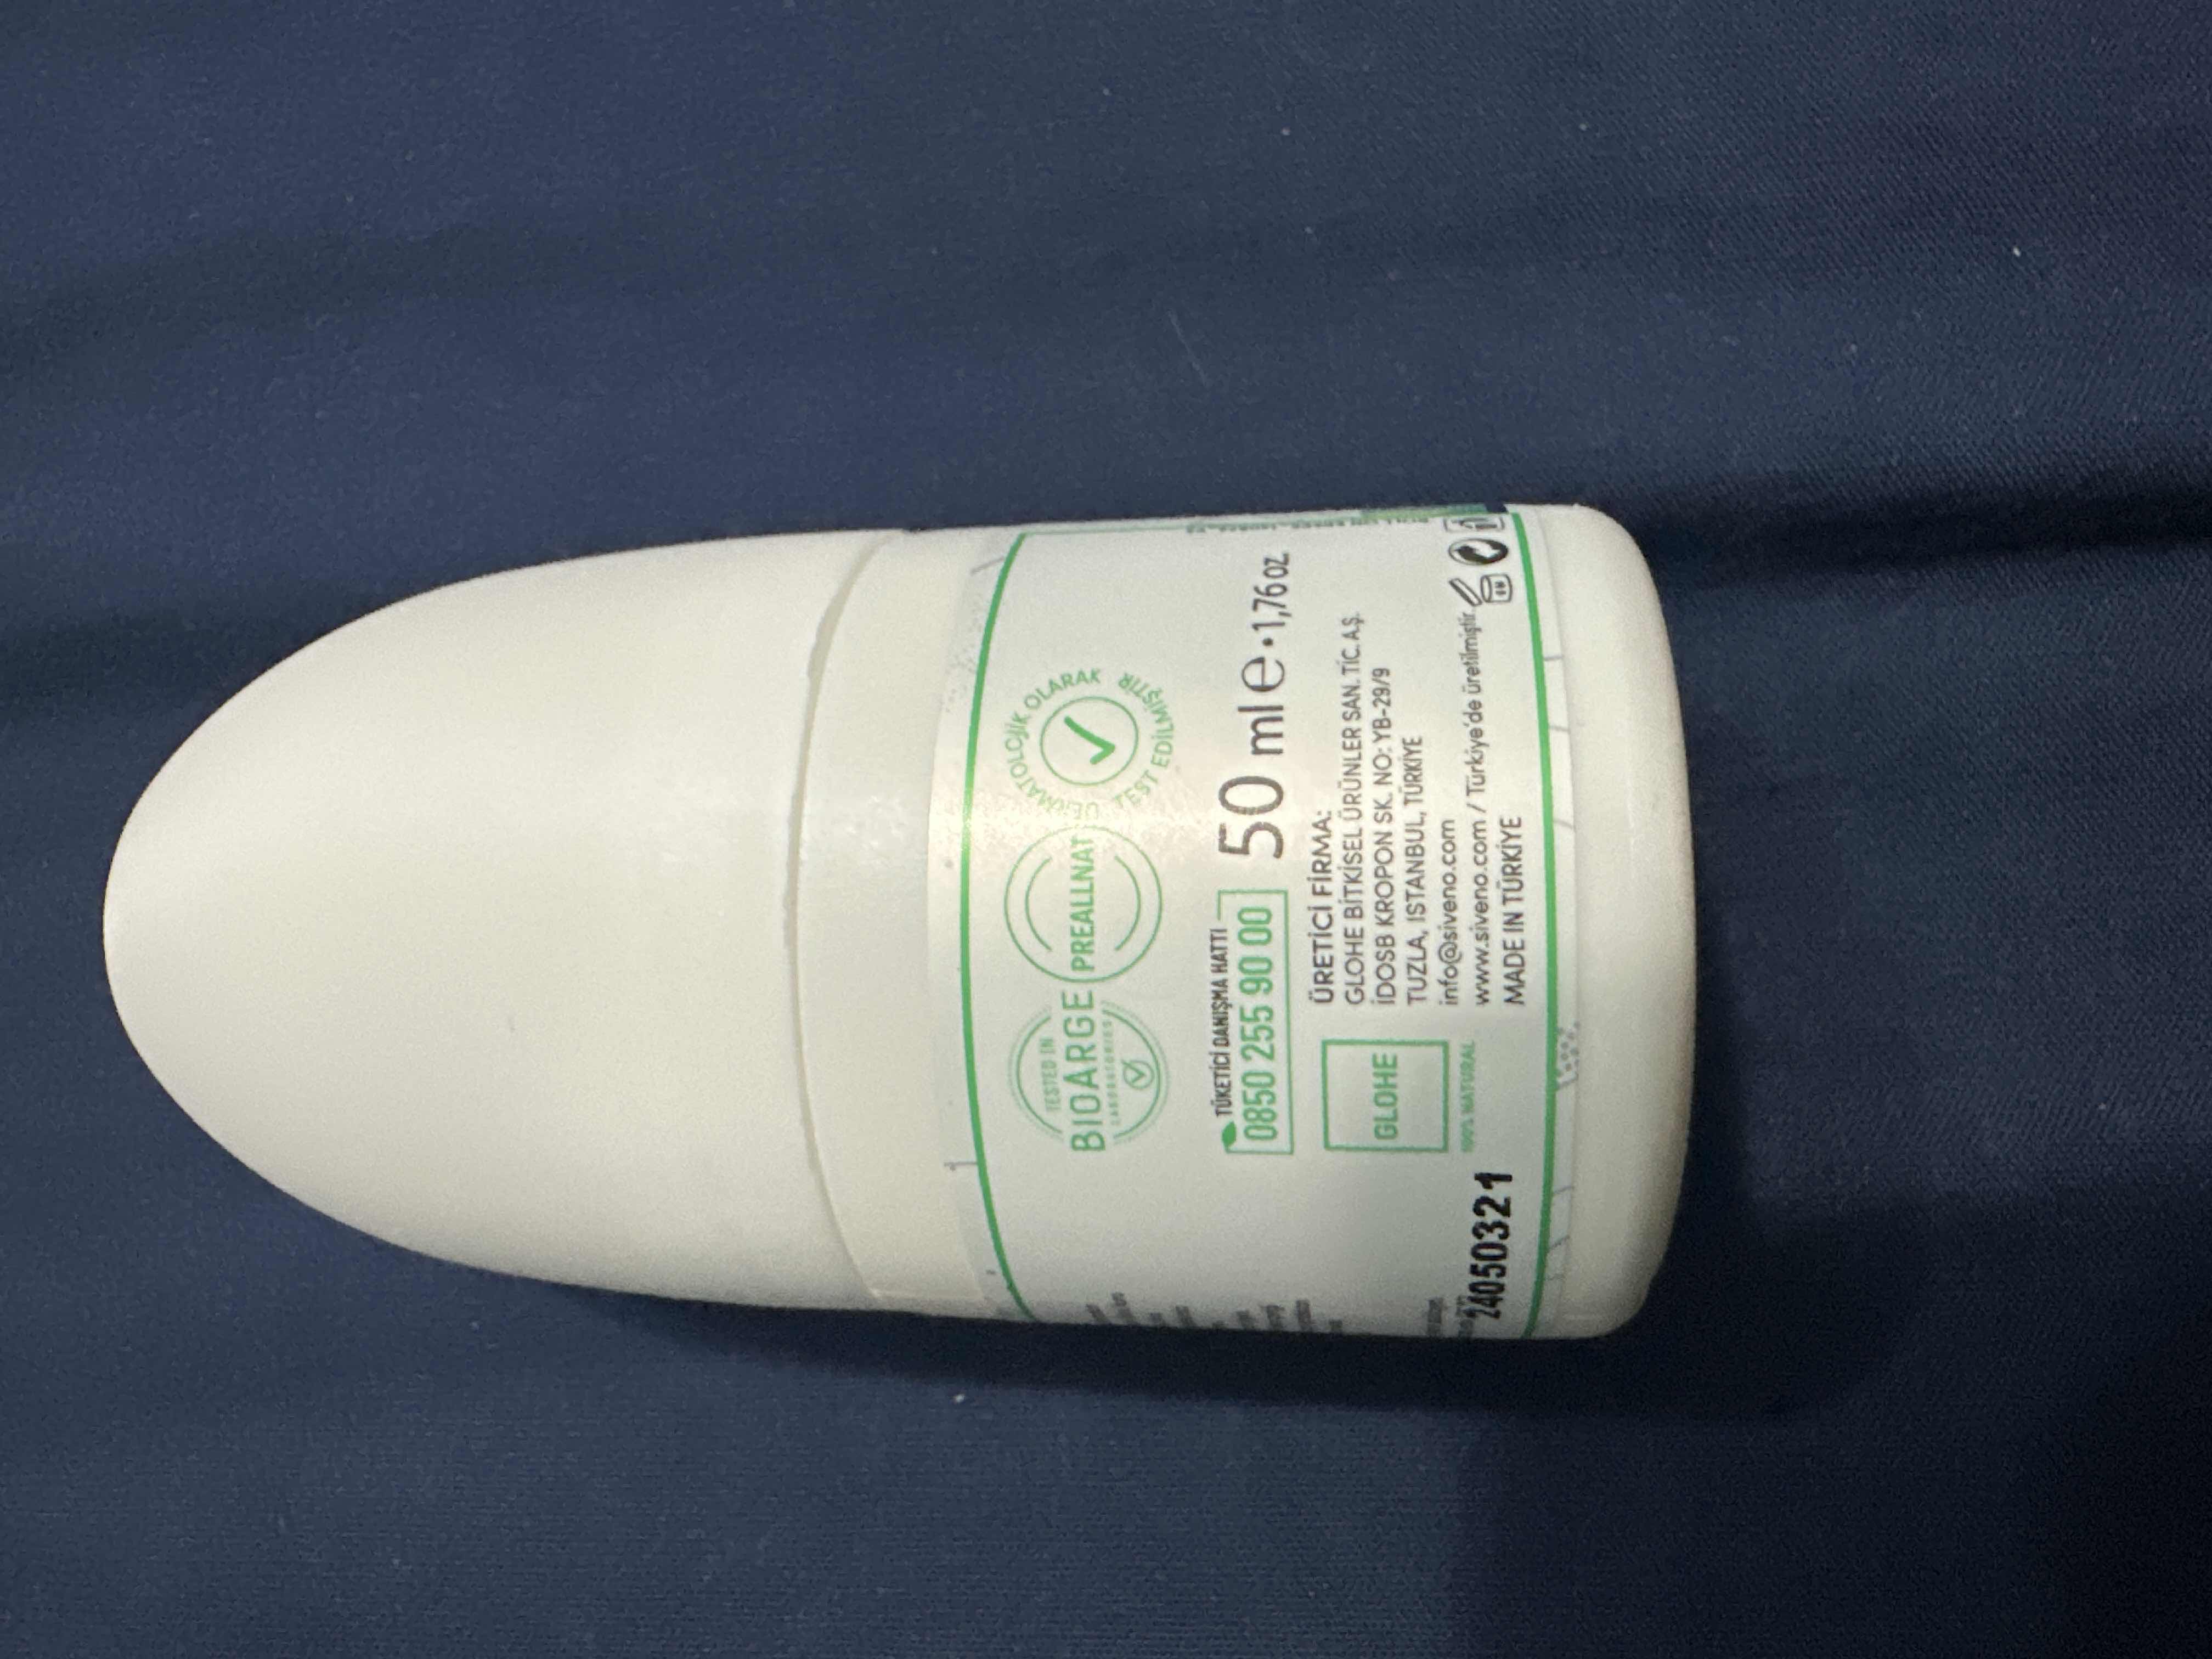 TESTED IN
BIOARGE
LABORATORIES
PREALLNAT
DERMATOLOJİK OLARAK
TEST EDİLMİŞTİR
TÜKETİCİ DANIŞMA HATTI
0850 255 90 00
50 ml e • 1,76 oz
GLOHE
100% NATURAL
ÜRETİCİ FİRMA:
GLOHE BİTKİSEL ÜRÜNLER SAN. TİC. A.Ş.
İDOSB KROPON SK. NO: YB-29/9
TUZLA, ISTANBUL, TÜRKİYE
info@siveno.com
www.siveno.com / Türkiye'de üretilmiştir.
MADE IN TÜRKİYE
24050321